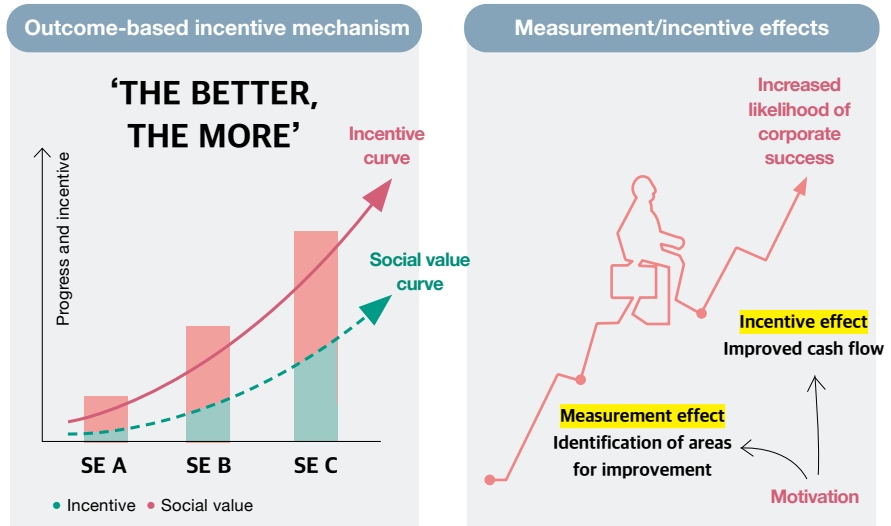 Outcome-based incentive mechanism
‘THE BETTER,
THE MORE’
Incentive
curve
Social value
curve
Progress and incentive
SE A
SE B
SE C
• Incentive • Social value
Measurement/incentive effects
Increased
likelihood of
corporate
success
Incentive effect
Improved cash flow
Measurement effect
Identification of areas
for improvement
Motivation